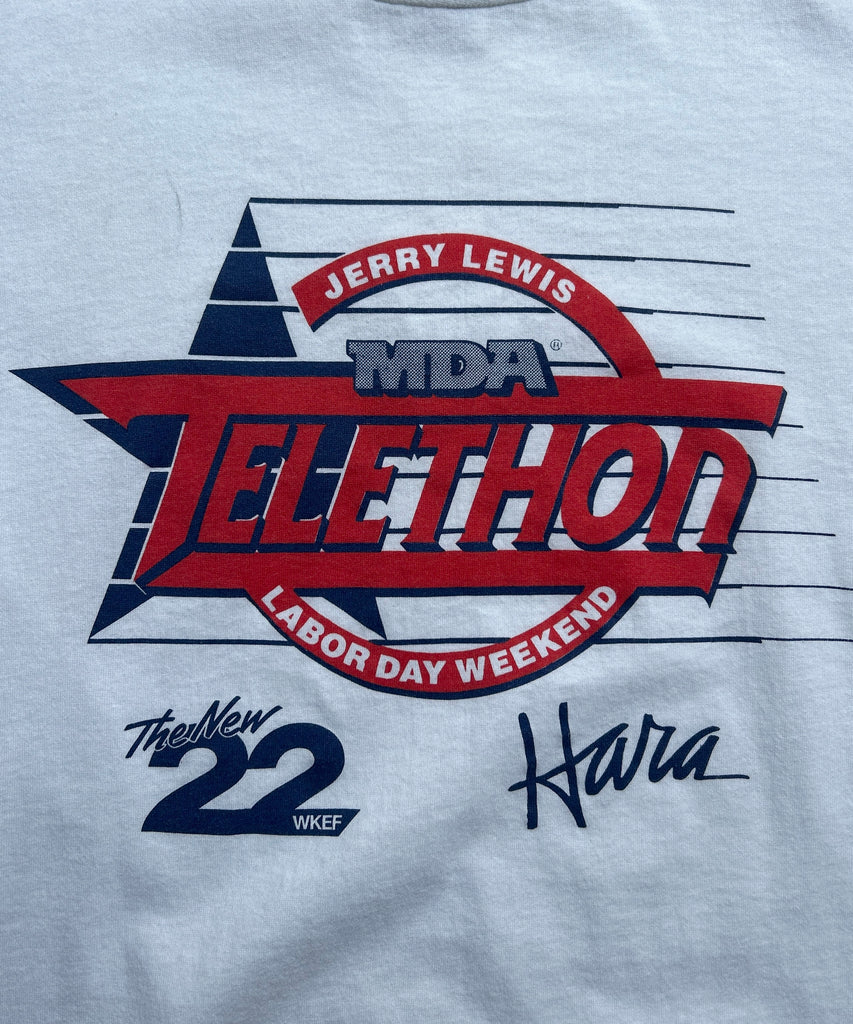 JERRY LEWIS
MDA®
TELETHON
LABOR DAY WEEKEND
The New
22
WKEF
Hara